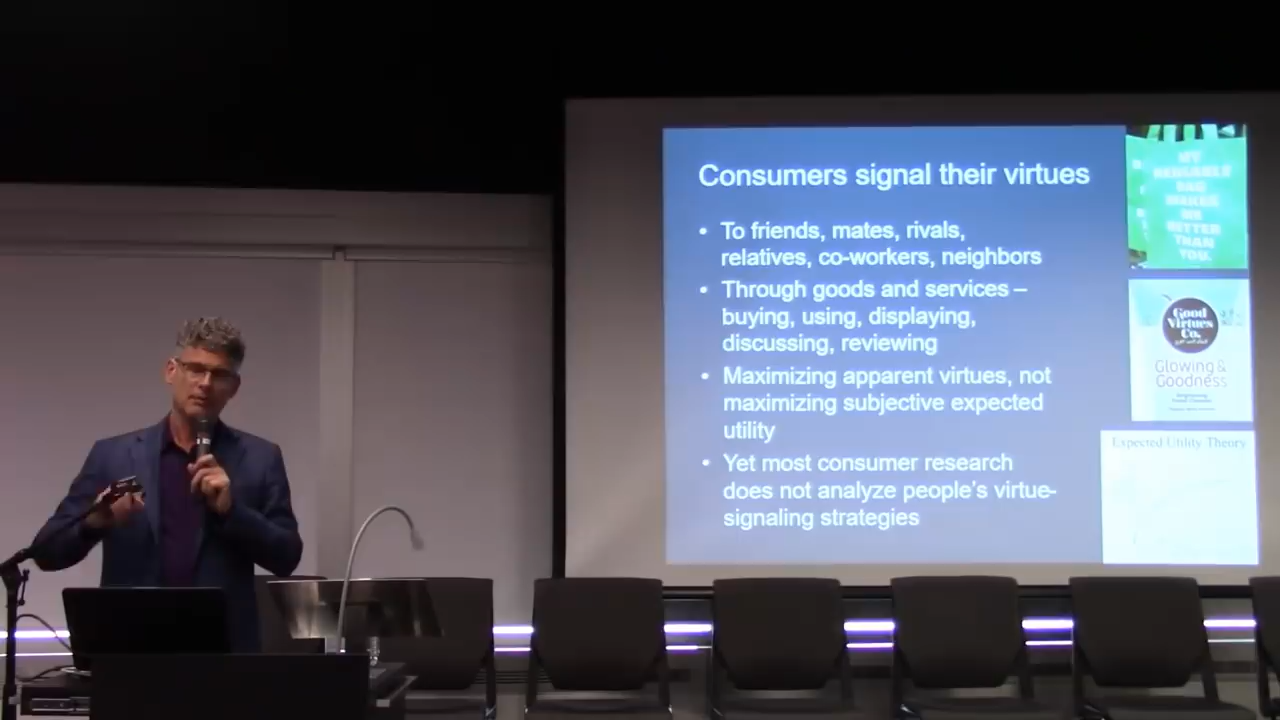 Consumers signal their virtues
• To friends, mates, rivals,
relatives, co-workers, neighbors
• Through goods and services –
buying, using, displaying,
discussing, reviewing
• Maximizing apparent virtues, not
maximizing subjective expected
utility
• Yet most consumer research
does not analyze people's virtue-
signaling strategies
MY
REUSABLE
BAG
MAKES
ME
BETTER
THAN
YOU.
Good
Virtues
Co.
Glowing &
Goodness
Expected Utility Theory